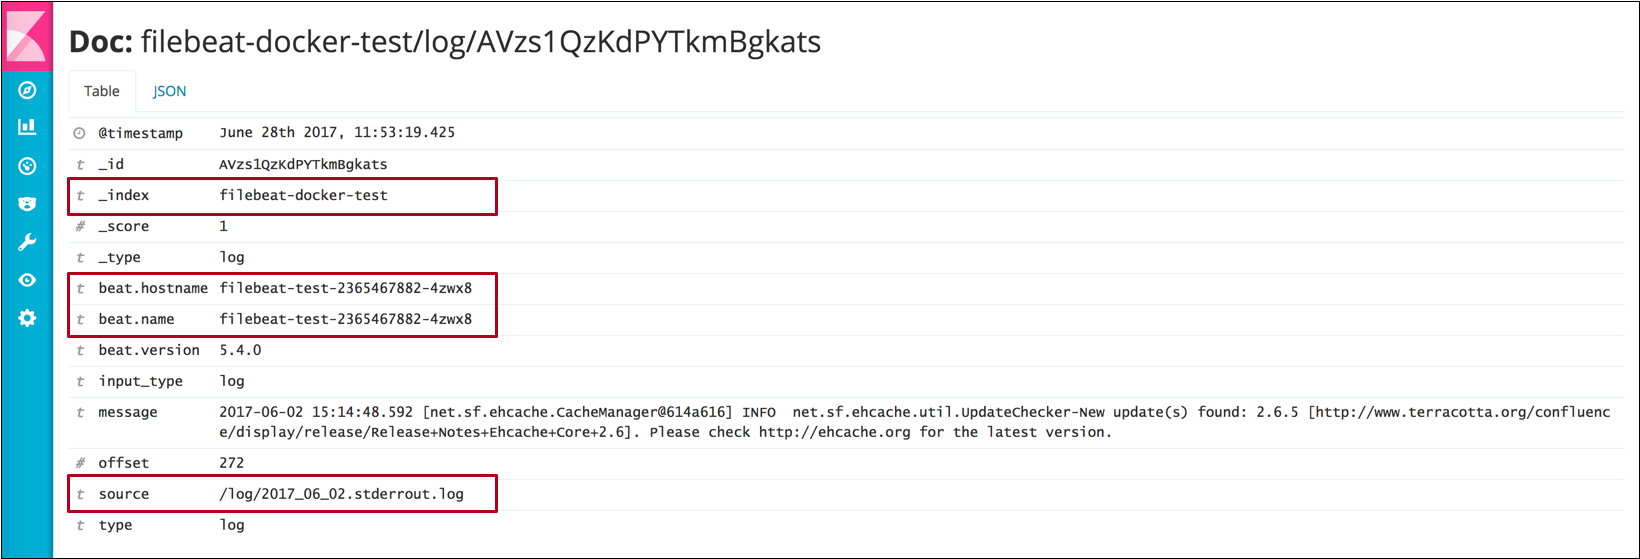 Doc: filebeat-docker-test/log/AVzs1QzKdPYTkmBgkats
Table JSON
@timestamp June 28th 2017, 11:53:19.425
t _id AVzs1QzKdPYTkmBgkats
t _index filebeat-docker-test
# _score 1
t _type log
t beat.hostname filebeat-test-2365467882-4zwx8
t beat.name filebeat-test-2365467882-4zwx8
t beat.version 5.4.0
t input_type log
t message 2017-06-02 15:14:48.592 [net.sf.ehcache.CacheManager@614a616] INFO  net.sf.ehcache.util.UpdateChecker-New update(s) found: 2.6.5 [http://www.terracotta.org/confluenc
e/display/release/Release+Notes+Ehcache+Core+2.6]. Please check http://ehcache.org for the latest version.
# offset 272
t source /log/2017_06_02.stderrout.log
t type log